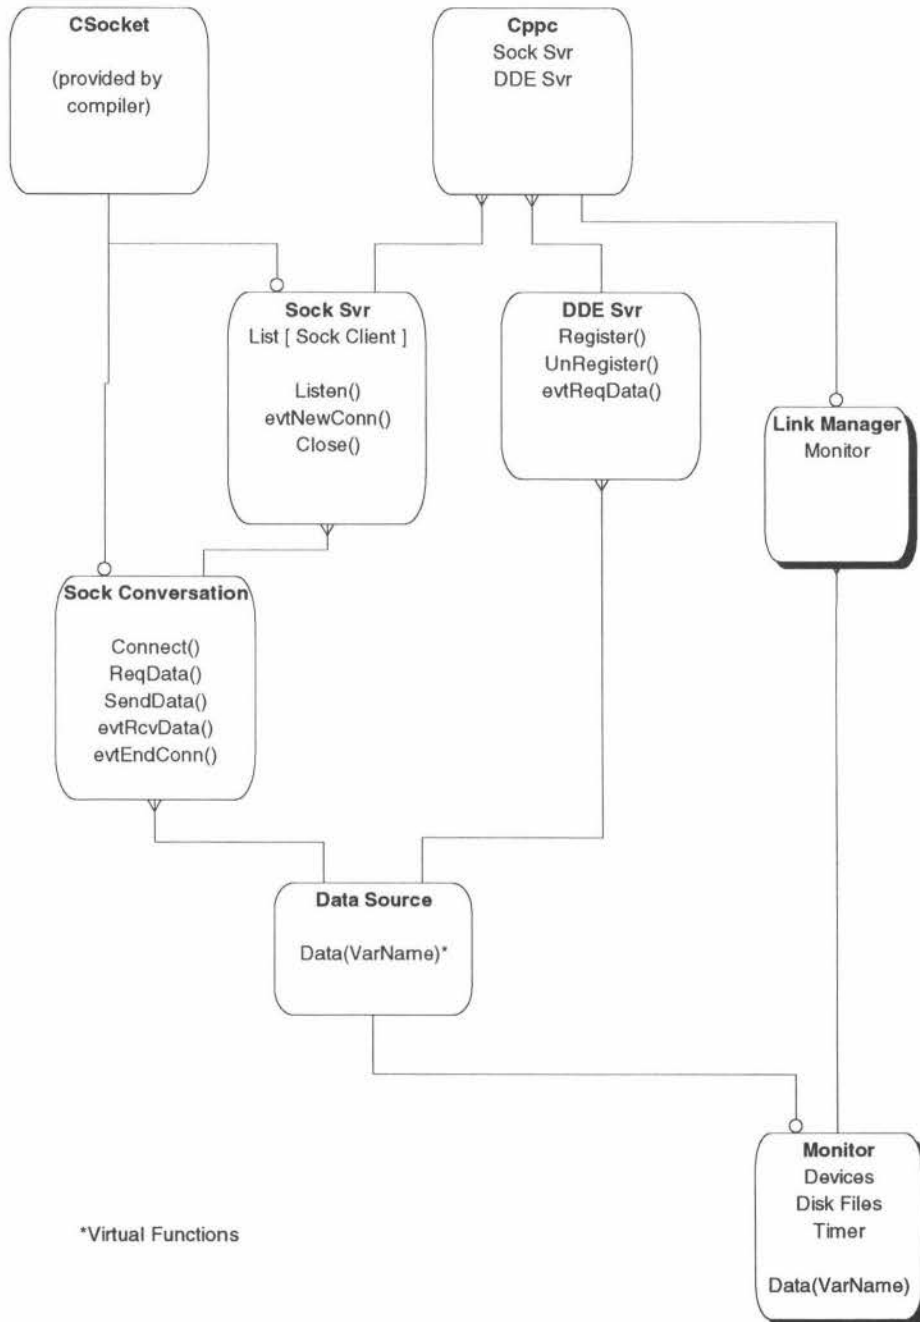 CSocket
(provided by
compiler)
Cppc
Sock Svr
DDE Svr
Sock Svr
List [ Sock Client ]
Listen()
evtNewConn()
Close()
DDE Svr
Register()
UnRegister()
evtReqData()
Link Manager
Monitor
Sock Conversation
Connect()
ReqData()
SendData()
evtRcvData()
evtEndConn()
Data Source
Data(VarName)*
Monitor
Devices
Disk Files
Timer
Data(VarName)
*Virtual Functions